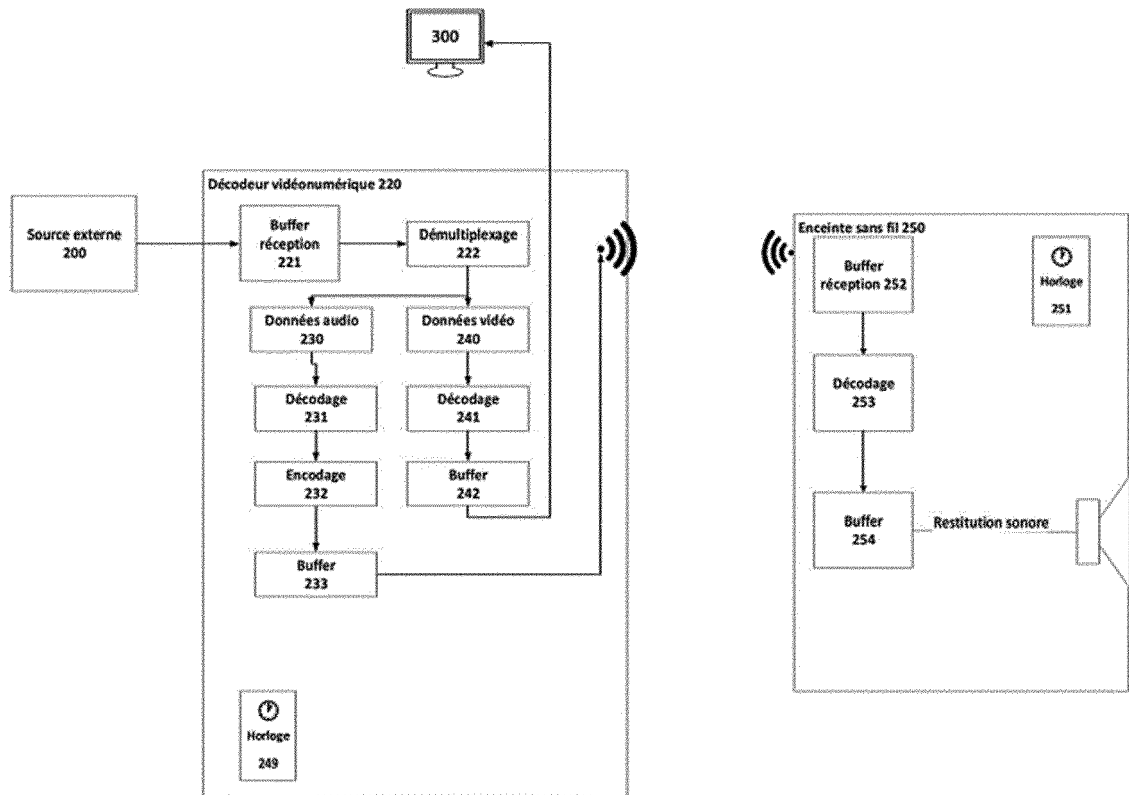 300
Décodeur vidéonumérique 220
Source externe
200
Buffer
réception
221
Démultiplexage
222
Données audio
230
Données vidéo
240
Décodage
231
Décodage
241
Encodage
232
Buffer
242
Buffer
233
Horloge
249
Enceinte sans fil 250
Buffer
réception 252
Horloge
251
Décodage
253
Buffer
254
Restitution sonore